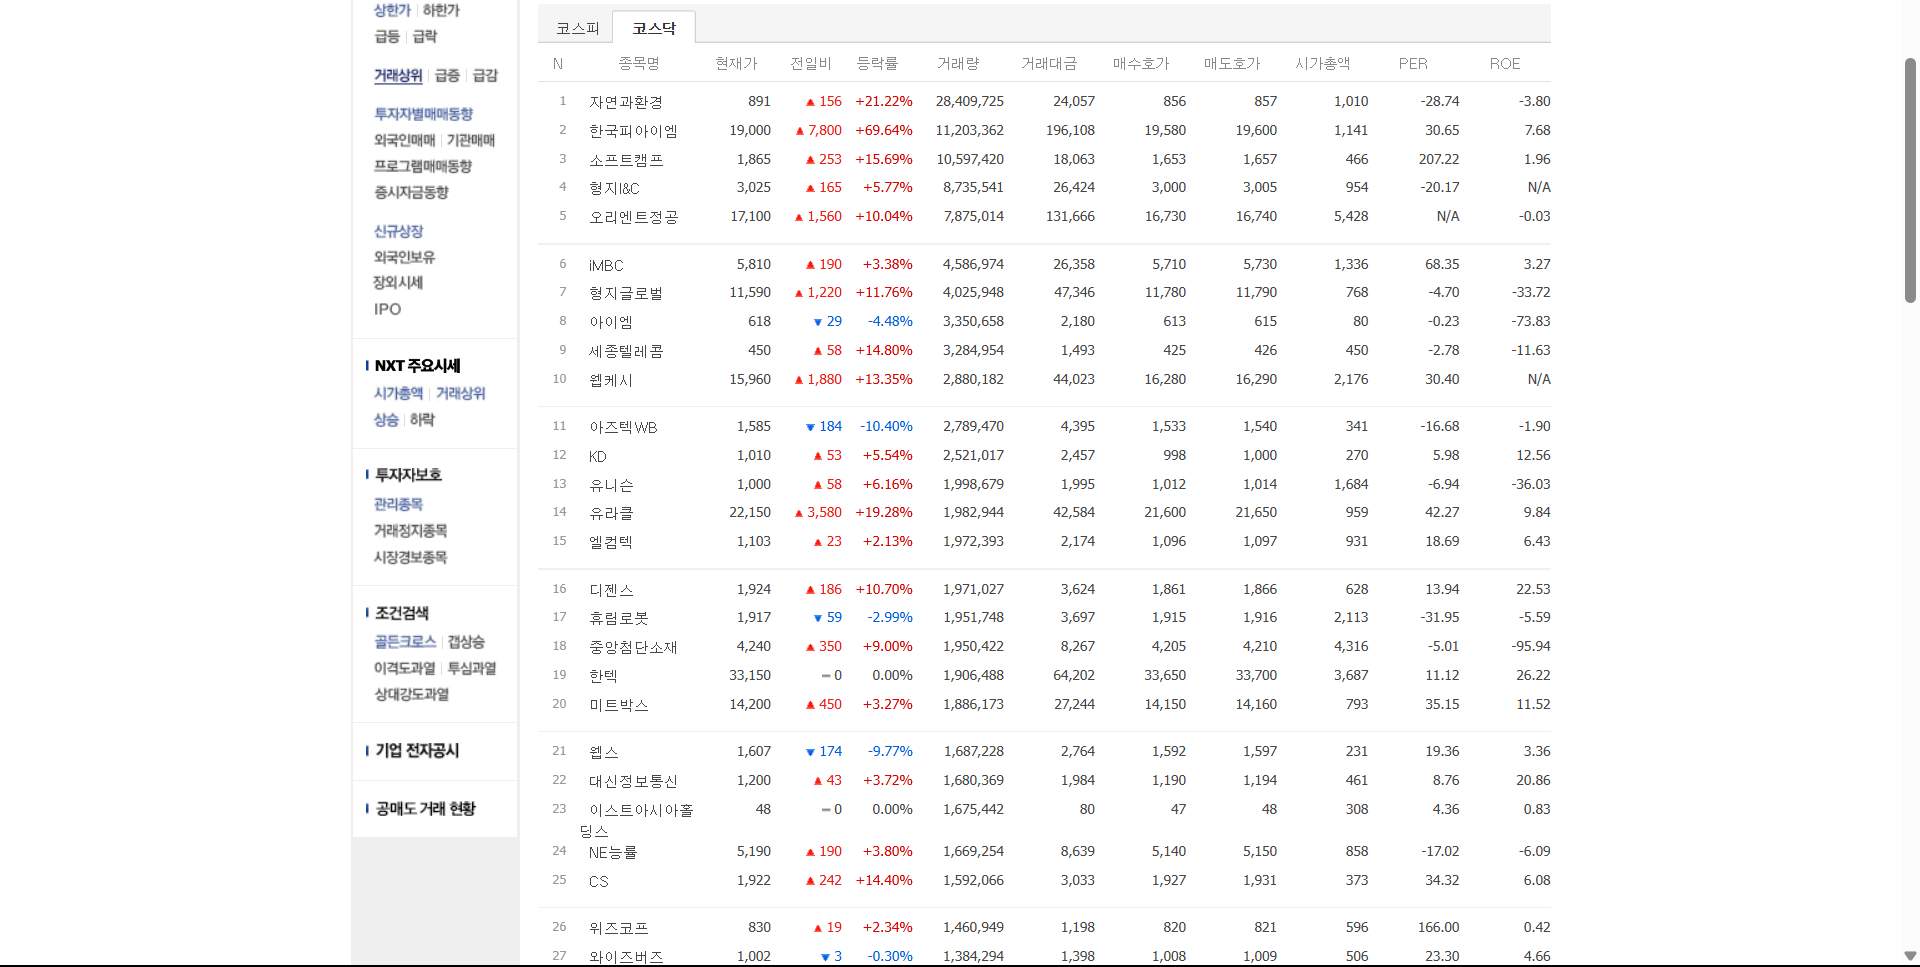 상한가 하한가
급등 급락
거래상위 급증 급감
투자자별매매동향
외국인매매 기관매매
프로그램매매동향
증시자금동향
신규상장
외국인보유
장외시세
IPO
NXT 주요시세
시가총액 거래상위
상승 하락
투자자보호
관리종목
거래정지종목
시장경보종목
조건검색
골든크로스 갭상승
이격도과열 투심과열
상대강도과열
기업 전자공시
공매도 거래 현황
코스피 코스닥
N 종목명 현재가 전일비 등락률 거래량 거래대금 매수호가 매도호가 시가총액 PER ROE
1 자연과환경 891 ▲ 156 +21.22% 28,409,725 24,057 856 857 1,010 -28.74 -3.80
2 한국피아이엠 19,000 ▲ 7,800 +69.64% 11,203,362 196,108 19,580 19,600 1,141 30.65 7.68
3 소프트캠프 1,865 ▲ 253 +15.69% 10,597,420 18,063 1,653 1,657 466 207.22 1.96
4 형지I&C 3,025 ▲ 165 +5.77% 8,735,541 26,424 3,000 3,005 954 -20.17 N/A
5 오리엔트정공 17,100 ▲ 1,560 +10.04% 7,875,014 131,666 16,730 16,740 5,428 N/A -0.03
6 iMBC 5,810 ▲ 190 +3.38% 4,586,974 26,358 5,710 5,730 1,336 68.35 3.27
7 형지글로벌 11,590 ▲ 1,220 +11.76% 4,025,948 47,346 11,780 11,790 768 -4.70 -33.72
8 아이엠 618 ▼ 29 -4.48% 3,350,658 2,180 613 615 80 -0.23 -73.83
9 세종텔레콤 450 ▲ 58 +14.80% 3,284,954 1,493 425 426 450 -2.78 -11.63
10 웹케시 15,960 ▲ 1,880 +13.35% 2,880,182 44,023 16,280 16,290 2,176 30.40 N/A
11 아즈텍WB 1,585 ▼ 184 -10.40% 2,789,470 4,395 1,533 1,540 341 -16.68 -1.90
12 KD 1,010 ▲ 53 +5.54% 2,521,017 2,457 998 1,000 270 5.98 12.56
13 유니슨 1,000 ▲ 58 +6.16% 1,998,679 1,995 1,012 1,014 1,684 -6.94 -36.03
14 유라클 22,150 ▲ 3,580 +19.28% 1,982,944 42,584 21,600 21,650 959 42.27 9.84
15 엘컴텍 1,103 ▲ 23 +2.13% 1,972,393 2,174 1,096 1,097 931 18.69 6.43
16 디젠스 1,924 ▲ 186 +10.70% 1,971,027 3,624 1,861 1,866 628 13.94 22.53
17 휴림로봇 1,917 ▼ 59 -2.99% 1,951,748 3,697 1,915 1,916 2,113 -31.95 -5.59
18 중앙첨단소재 4,240 ▲ 350 +9.00% 1,950,422 8,267 4,205 4,210 4,316 -5.01 -95.94
19 한텍 33,150 0 0.00% 1,906,488 64,202 33,650 33,700 3,687 11.12 26.22
20 미트박스 14,200 ▲ 450 +3.27% 1,886,173 27,244 14,150 14,160 793 35.15 11.52
21 웹스 1,607 ▼ 174 -9.77% 1,687,228 2,764 1,592 1,597 231 19.36 3.36
22 대신정보통신 1,200 ▲ 43 +3.72% 1,680,369 1,984 1,190 1,194 461 8.76 20.86
23 이스트아시아홀 48 0 0.00% 1,675,442 80 47 48 308 4.36 0.83
딩스
24 NE능률 5,190 ▲ 190 +3.80% 1,669,254 8,639 5,140 5,150 858 -17.02 -6.09
25 CS 1,922 ▲ 242 +14.40% 1,592,066 3,033 1,927 1,931 373 34.32 6.08
26 위즈코프 830 ▲ 19 +2.34% 1,460,949 1,198 820 821 596 166.00 0.42
27 와이즈버즈 1,002 ▼ 3 -0.30% 1,384,294 1,398 1,008 1,009 506 23.30 4.66